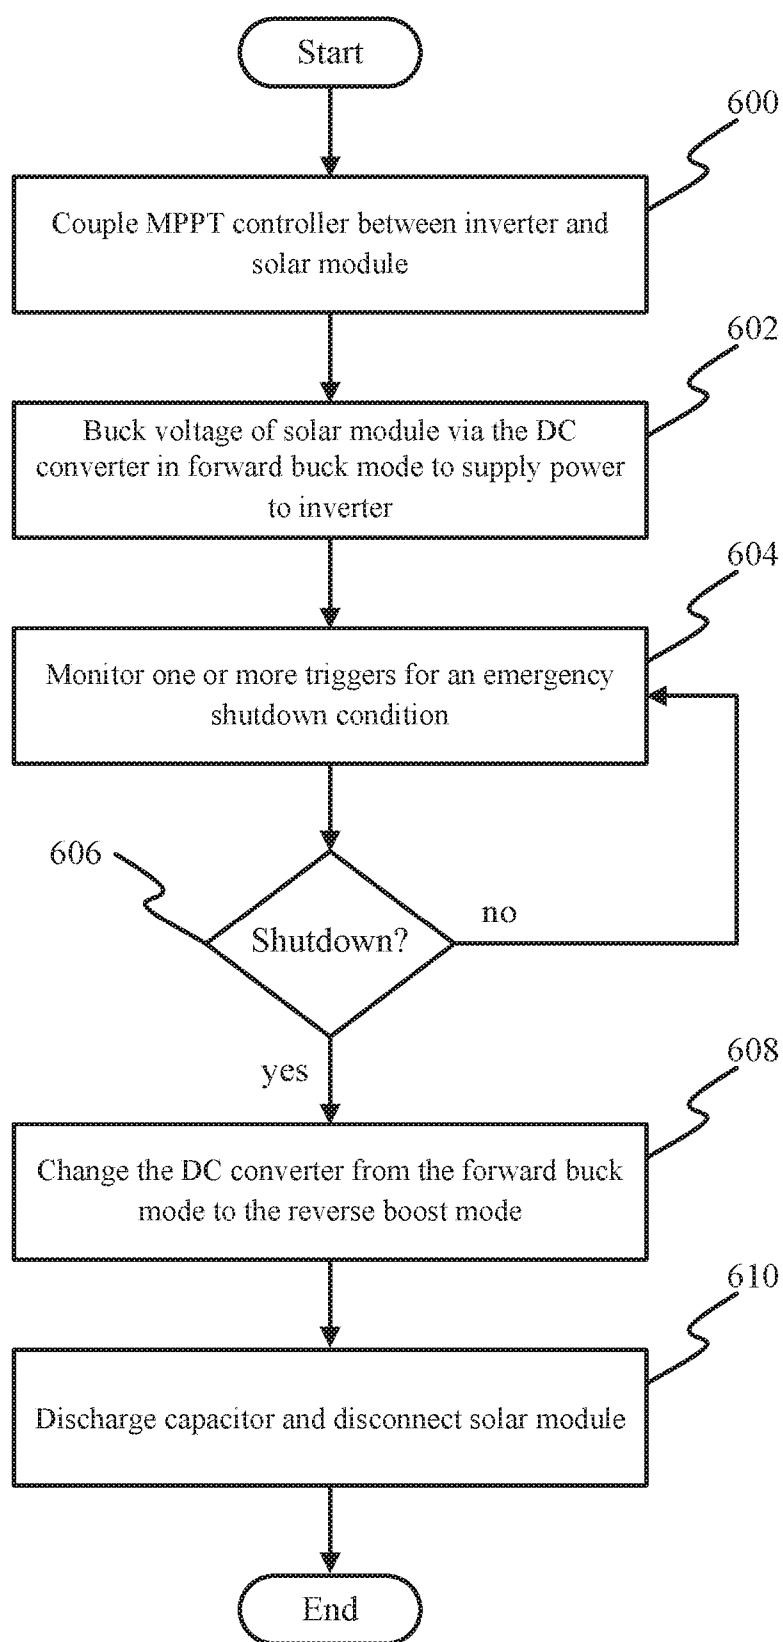 Start
600
Couple MPPT controller between inverter and
solar module
602
Buck voltage of solar module via the DC
converter in forward buck mode to supply power
to inverter
604
Monitor one or more triggers for an emergency
shutdown condition
606
Shutdown?
no
yes
608
Change the DC converter from the forward buck
mode to the reverse boost mode
610
Discharge capacitor and disconnect solar module
End